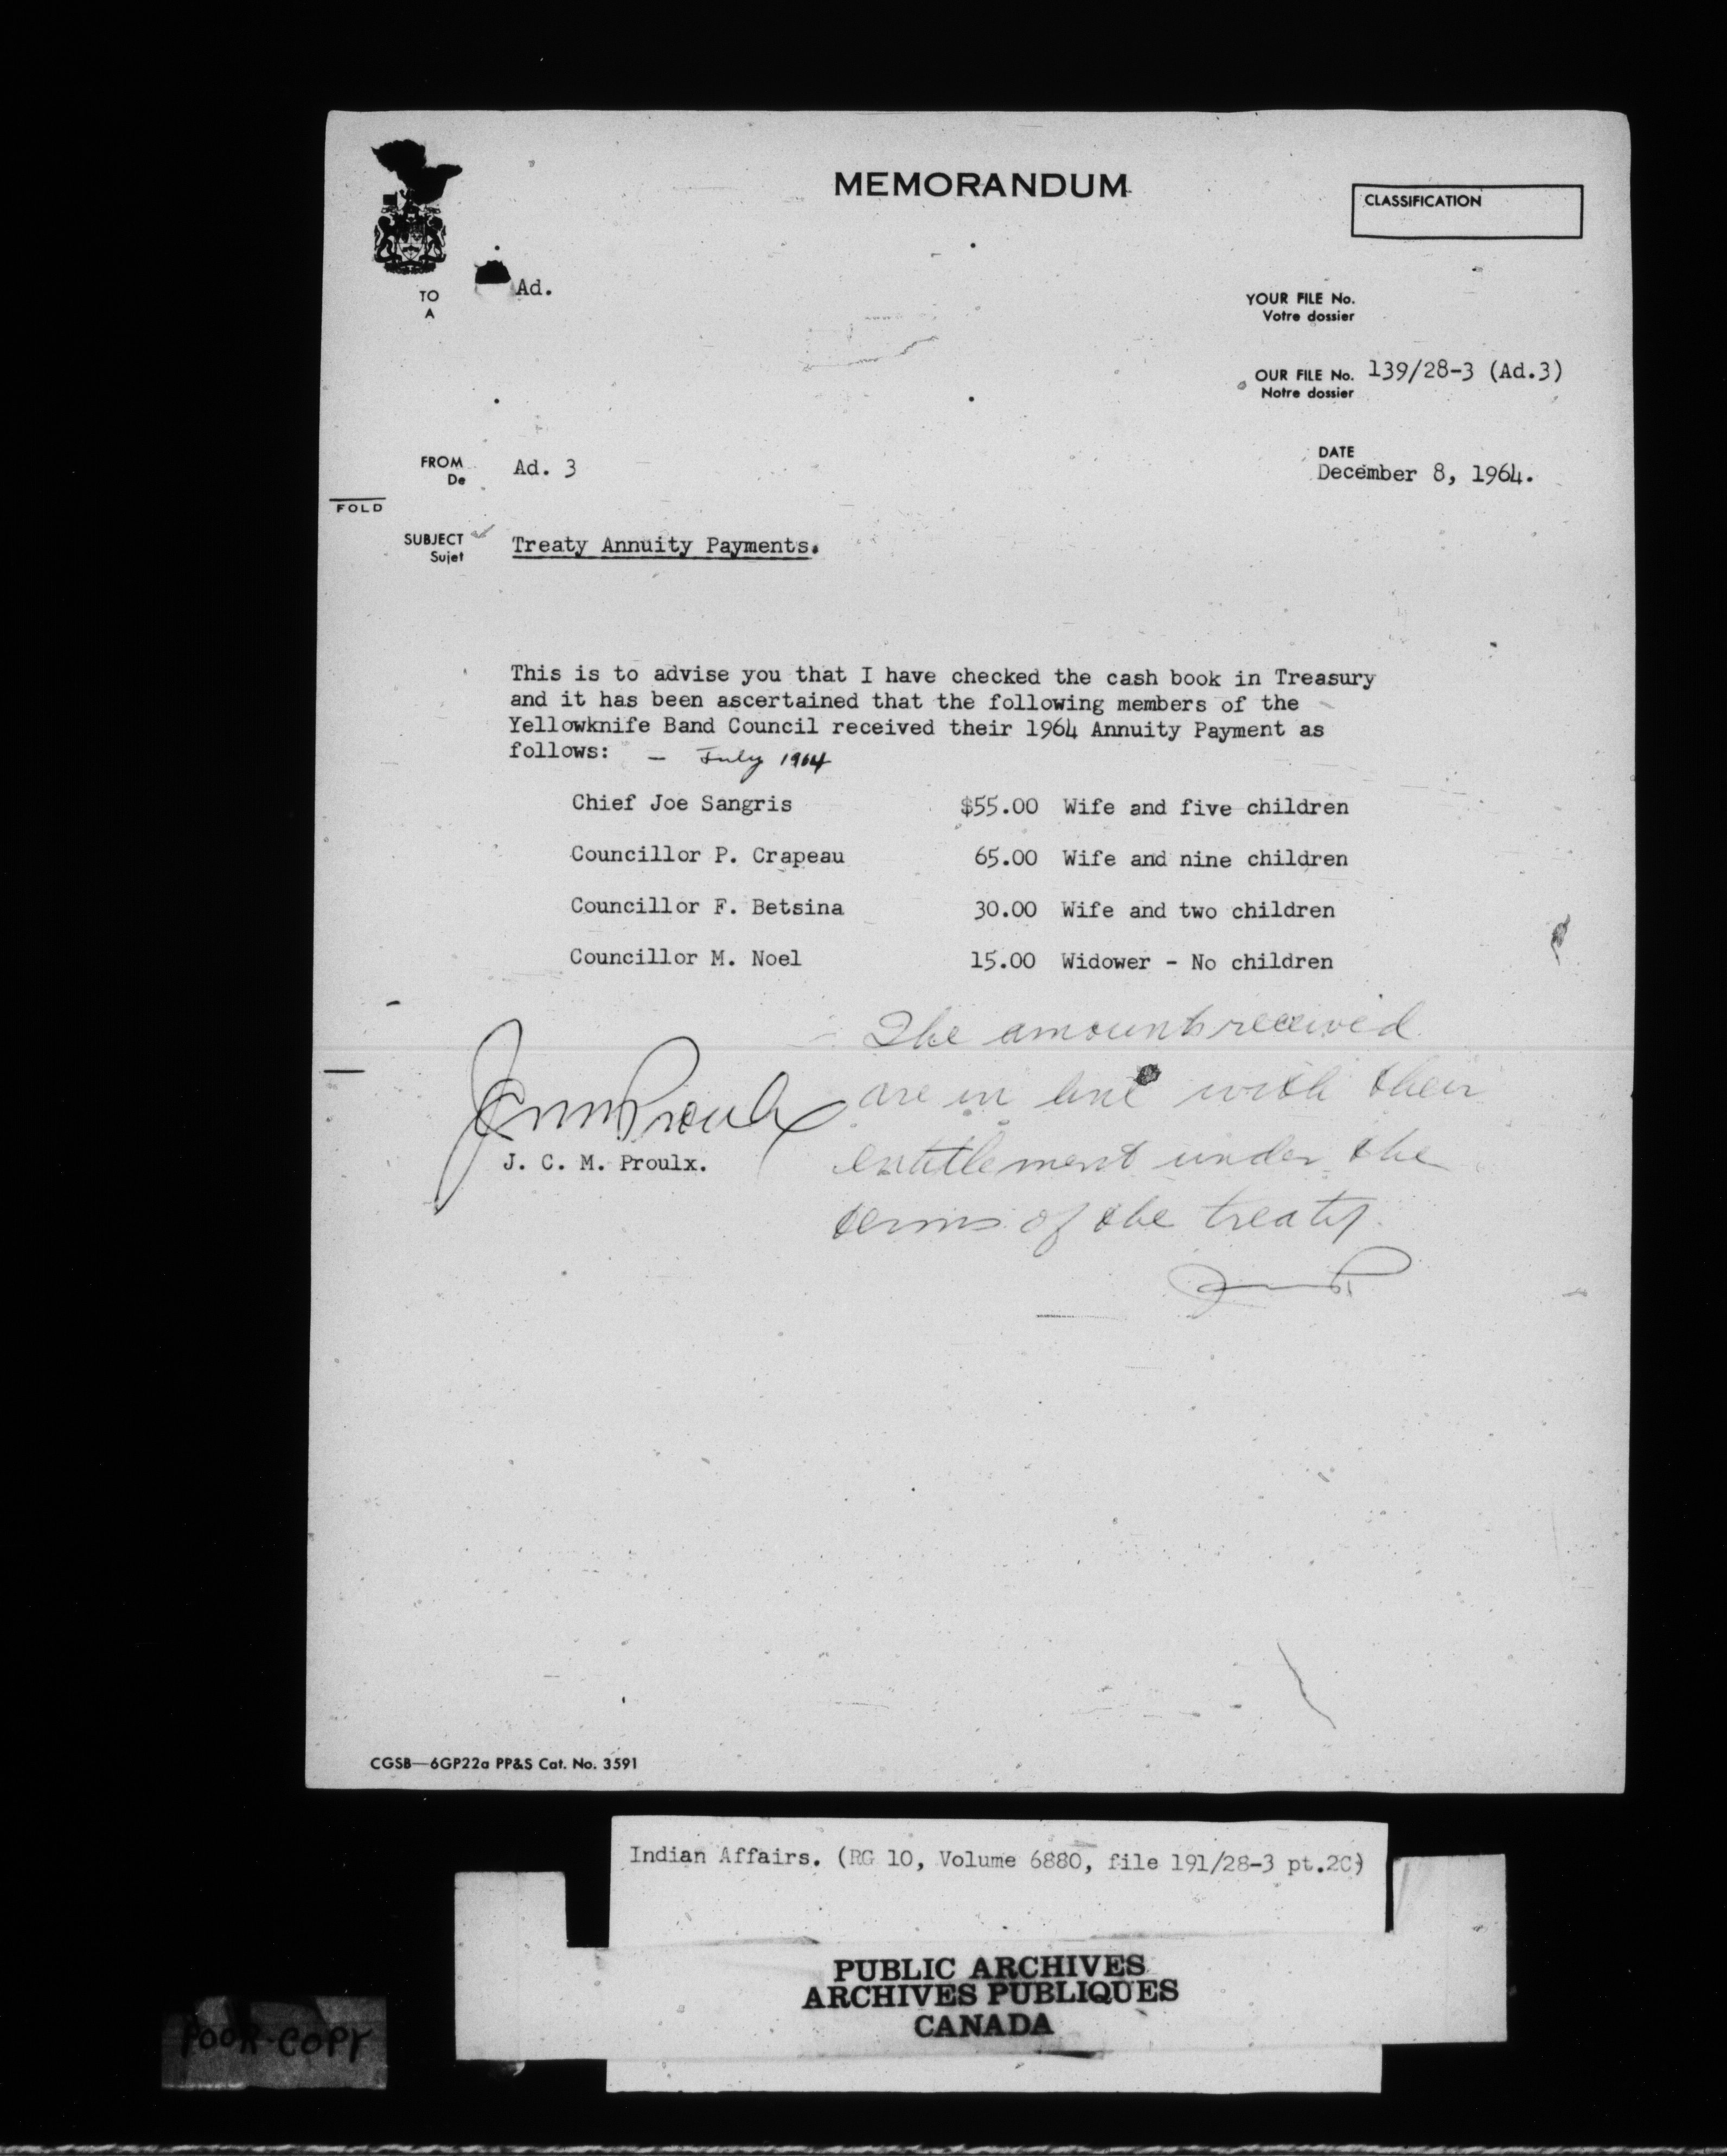 MEMORANDUM
CLASSIFICATION
TO
A
Ad.
YOUR FILE No.
Votre dossier
OUR FILE No. 139/28-3 (Ad.3)
Notre dossier
FROM
De
Ad. 3
DATE
December 8, 1964.
FOLD
SUBJECT
Sujet
Treaty Annuity Payments.
This is to advise you that I have checked the cash book in Treasury
and it has been ascertained that the following members of the
Yellowknife Band Council received their 1964 Annuity Payment as
follows: - July 1964
Chief Joe Sangris $55.00 Wife and five children
Councillor P. Crapeau 65.00 Wife and nine children
Councillor F. Betsina 30.00 Wife and two children
Councillor M. Noel 15.00 Widower - No children
The amounts received
are in line with their
entitlement under the
terms of the treaty.
J. C. M. Proulx.
CGSB—6GP22a PP&S Cat. No. 3591
Indian Affairs. (RG 10, Volume 6880, file 191/28-3 pt.2C)
PUBLIC ARCHIVES
ARCHIVES PUBLIQUES
CANADA
POOR COPY